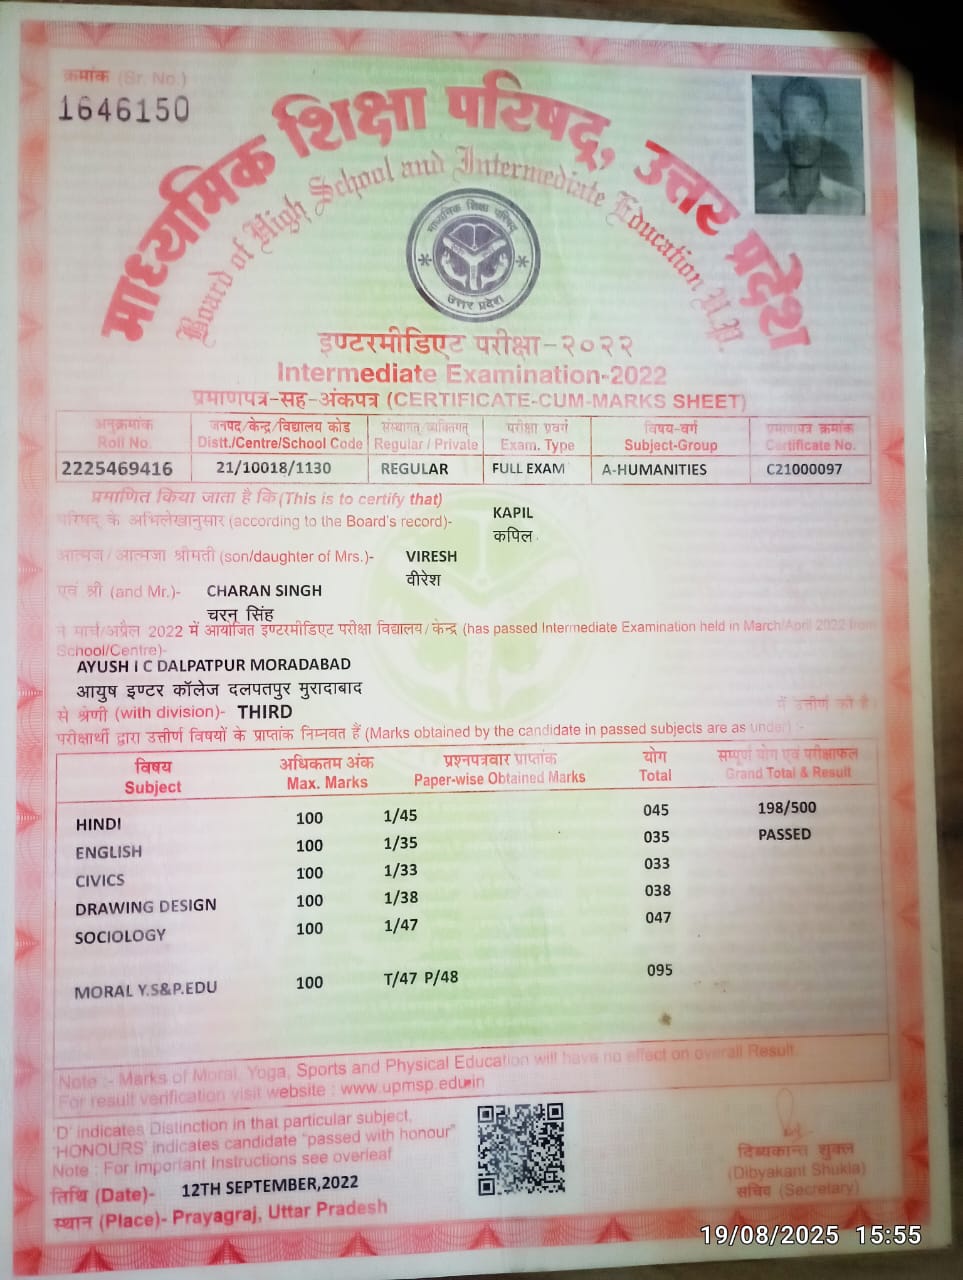 क्रमांक (Sr. No.)
1646150
माध्यमिक शिक्षा परिषद्, उत्तर प्रदेश
Board of High School and Intermediate Education U.P.
माध्यमिक शिक्षा परिषद
उत्तर प्रदेश
इण्टरमीडिएट परीक्षा-२०२२
Intermediate Examination-2022
प्रमाणपत्र-सह-अंकपत्र (CERTIFICATE-CUM-MARKS SHEET)
अनुक्रमांक जनपद/केन्द्र/विद्यालय कोड संस्थागत/व्यक्तिगत परीक्षा प्रवर्ग विषय-वर्ग प्रमाणपत्र क्रमांक
Roll No. Distt./Centre/School Code Regular / Private Exam. Type Subject-Group Certificate No.
2225469416 21/10018/1130 REGULAR FULL EXAM A-HUMANITIES C21000097
प्रमाणित किया जाता है कि (This is to certify that)
परिषद के अभिलेखानुसार (according to the Board's record)- KAPIL
कपिल
आत्मज/आत्मजा श्रीमती (son/daughter of Mrs.)- VIRESH
वीरेश
एवं श्री (and Mr.)- CHARAN SINGH
चरन सिंह
ने मार्च/अप्रैल 2022 में आयोजित इण्टरमीडिएट परीक्षा विद्यालय/केन्द्र (has passed Intermediate Examination held in March/April 2022 from
School/Centre)-
AYUSH I C DALPATPUR MORADABAD
आयुष इण्टर कॉलेज दलपतपुर मुरादाबाद
से श्रेणी (with division)- THIRD में उत्तीर्ण की है।
परीक्षार्थी द्वारा उत्तीर्ण विषयों के प्राप्तांक निम्नवत हैं (Marks obtained by the candidate in passed subjects are as under) :-
विषय अधिकतम अंक प्रश्नपत्रवार प्राप्तांक योग सम्पूर्ण योग एवं परीक्षाफल
Subject Max. Marks Paper-wise Obtained Marks Total Grand Total & Result
HINDI 100 1/45 045 198/500
ENGLISH 100 1/35 035 PASSED
CIVICS 100 1/33 033
DRAWING DESIGN 100 1/38 038
SOCIOLOGY 100 1/47 047
MORAL Y.S&P.EDU 100 T/47 P/48 095
Note :- Marks of Moral, Yoga, Sports and Physical Education will have no effect on overall Result.
For result verification visit website : www.upmsp.edu.in
'D' indicates Distinction in that particular subject,
'HONOURS' indicates candidate "passed with honour"
Note : For Important Instructions see overleaf
तिथि (Date)- 12TH SEPTEMBER,2022
स्थान (Place)- Prayagraj, Uttar Pradesh
दिब्यकान्त शुक्ल
(Dibyakant Shukla)
सचिव (Secretary)
19/08/2025 15:55